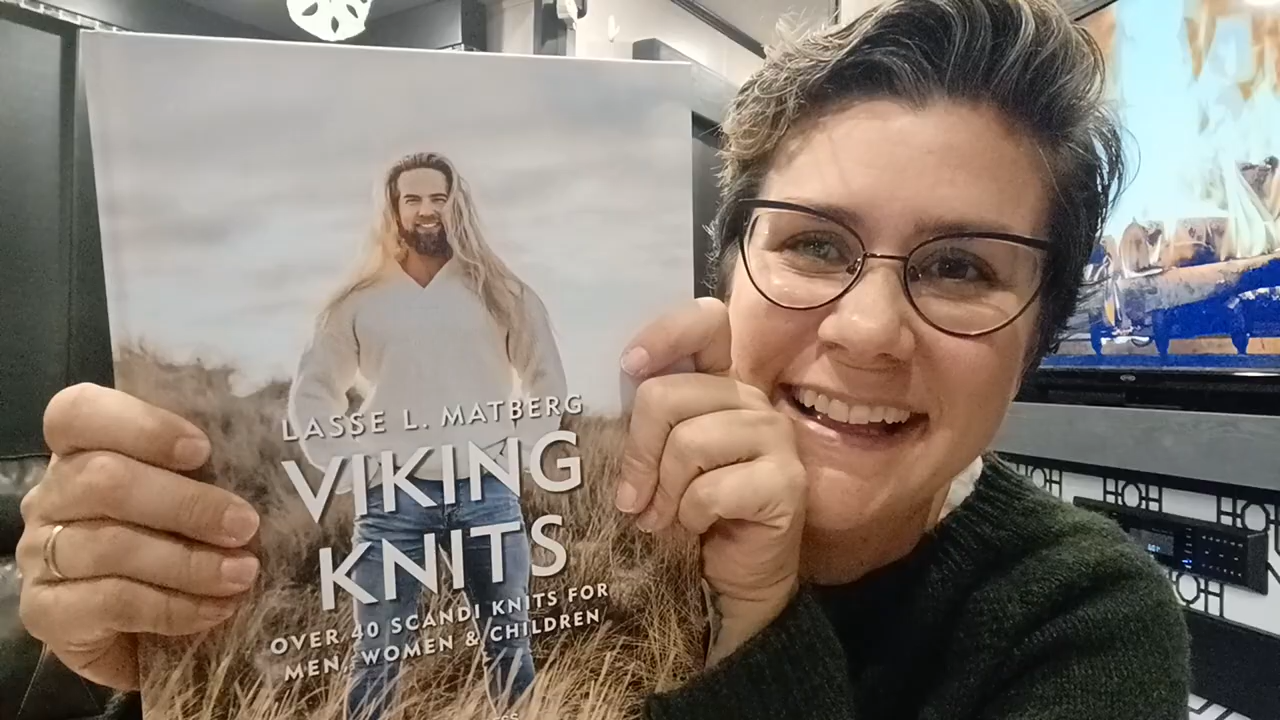 LASSE L. MATBERG
VIKING
KNITS
OVER 40 SCANDI KNITS FOR
MEN, WOMEN & CHILDREN